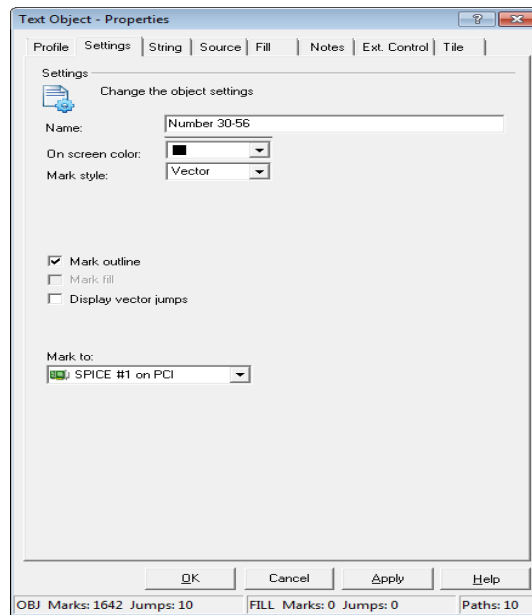 Text Object - Properties
Profile Settings String Source Fill Notes Ext. Control Tile
Settings
Change the object settings
Name: Number 30-56
On screen color:
Mark style: Vector
Mark outline
Mark fill
Display vector jumps
Mark to:
SPICE #1 on PCI
OK Cancel Apply Help
OBJ Marks: 1642 Jumps: 10 FILL Marks: 0 Jumps: 0 Paths: 10